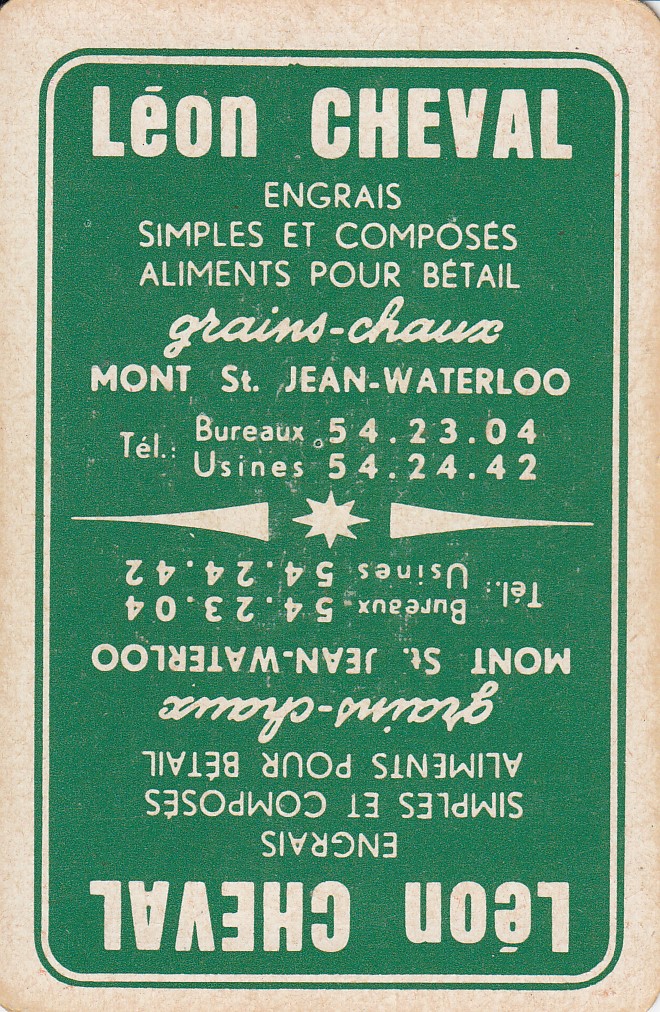 Léon CHEVAL
ENGRAIS
SIMPLES ET COMPOSÉS
ALIMENTS POUR BÉTAIL
grains-chaux
MONT St. JEAN-WATERLOO
Tél.: Bureaux 54.23.04
Usines 54.24.42
Léon CHEVAL
ENGRAIS
SIMPLES ET COMPOSÉS
ALIMENTS POUR BÉTAIL
grains-chaux
MONT St. JEAN-WATERLOO
Tél.: Bureaux 54.23.04
Usines 54.24.42